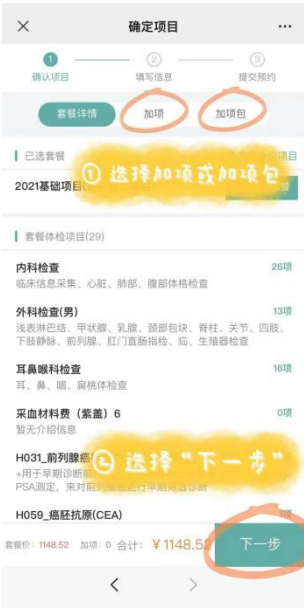 确定项目
1
2
3
确认项目
填写信息
提交预约
套餐详情
加项
加项包
已选套餐
项目
① 选择加项或加项包
2021基础项目
套餐体检项目(29)
内科检查
26项
临床信息采集、心脏、肺部、腹部体格检查
外科检查(男)
13项
浅表淋巴结、甲状腺、乳腺、颈部包块、脊柱、关节、四肢、
下肢静脉、前列腺、肛门直肠指检、疝、生殖器检查
耳鼻喉科检查
16项
耳、鼻、咽、扁桃体检查
采血材料费（紫盖）6
0项
暂无介绍信息
② 选择“下一步”
H031_前列腺
+用于早期诊断前
PSA测定，来对前
H059_癌胚抗原(CEA)
套餐价：1148.52
加项：0
合计：
¥1148.52
下一步